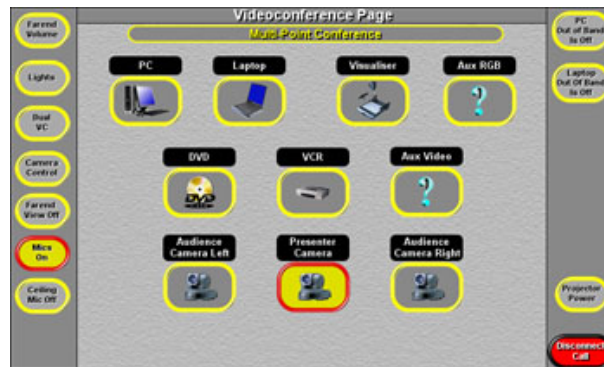 Videoconference Page
Multi-Point Conference
Farend
Volume
Lights
Dual
VC
Camera
Control
Farend
View Off
Mics
On
Ceiling
Mic Off
PC
Laptop
Visualiser
Aux RGB
DVD
VCR
Aux Video
Audience
Camera Left
Presenter
Camera
Audience
Camera Right
PC
Out of Band
Is Off
Laptop
Out Of Band
Is Off
Projector
Power
Disconnect
Call
DVD